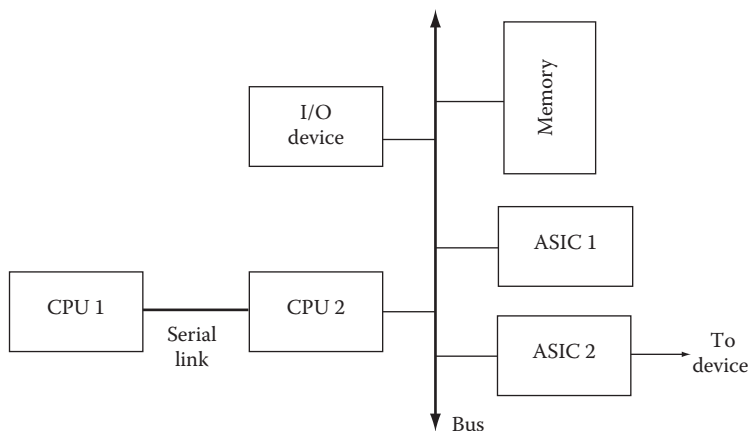 I/O
device
Memory
ASIC 1
CPU 1
CPU 2
Serial
link
ASIC 2
To
device
Bus